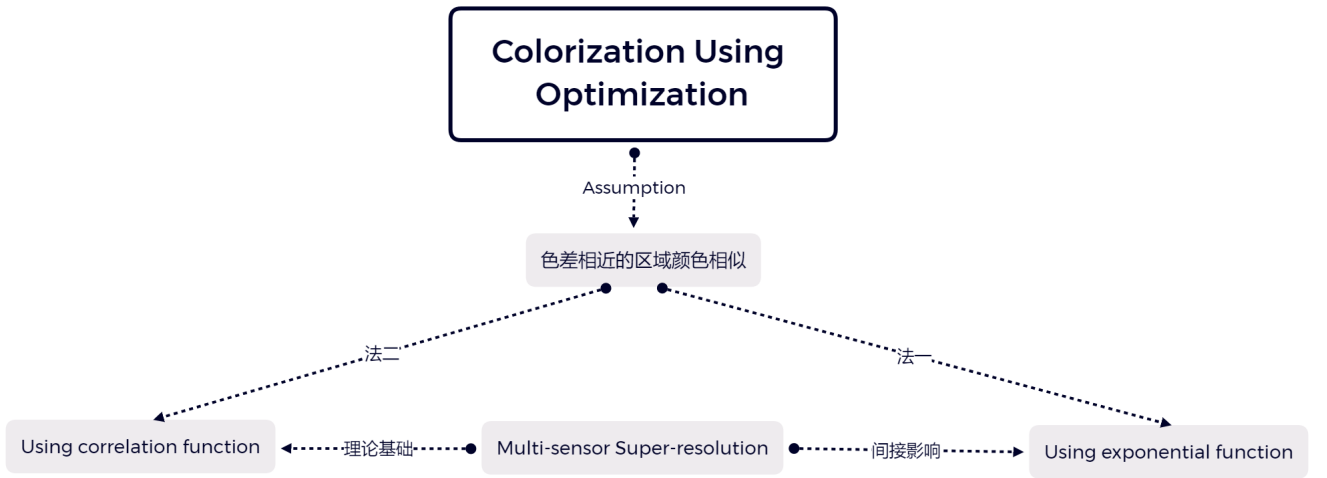 Colorization Using
Optimization
Assumption
色差相近的区域颜色相似
法二
法一
Using correlation function
理论基础
Multi-sensor Super-resolution
间接影响
Using exponential function